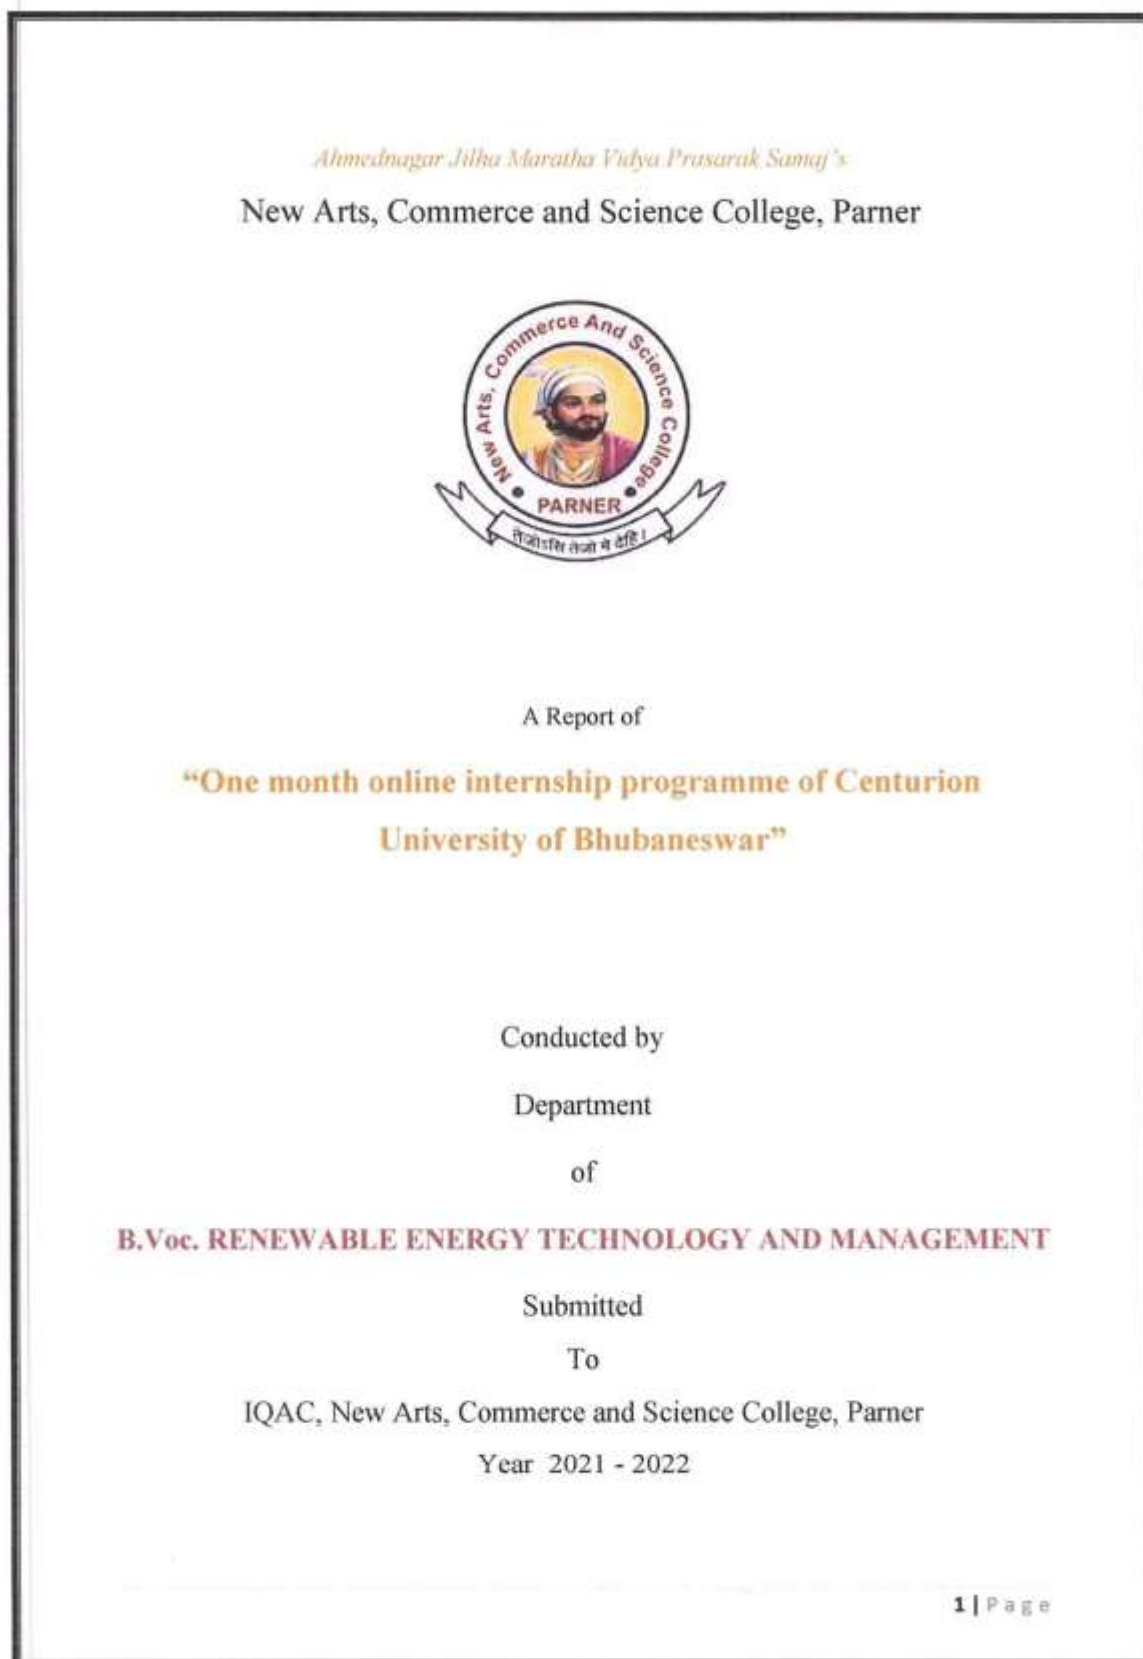 Ahmednagar Jilha Maratha Vidya Prasarak Samaj's
New Arts, Commerce and Science College, Parner
New Arts, Commerce And Science College
PARNER
तेजोऽसि तेजो मे देहि।
A Report of
“One month online internship programme of Centurion
University of Bhubaneswar”
Conducted by
Department
of
B.Voc. RENEWABLE ENERGY TECHNOLOGY AND MANAGEMENT
Submitted
To
IQAC, New Arts, Commerce and Science College, Parner
Year 2021 - 2022
1 | Page